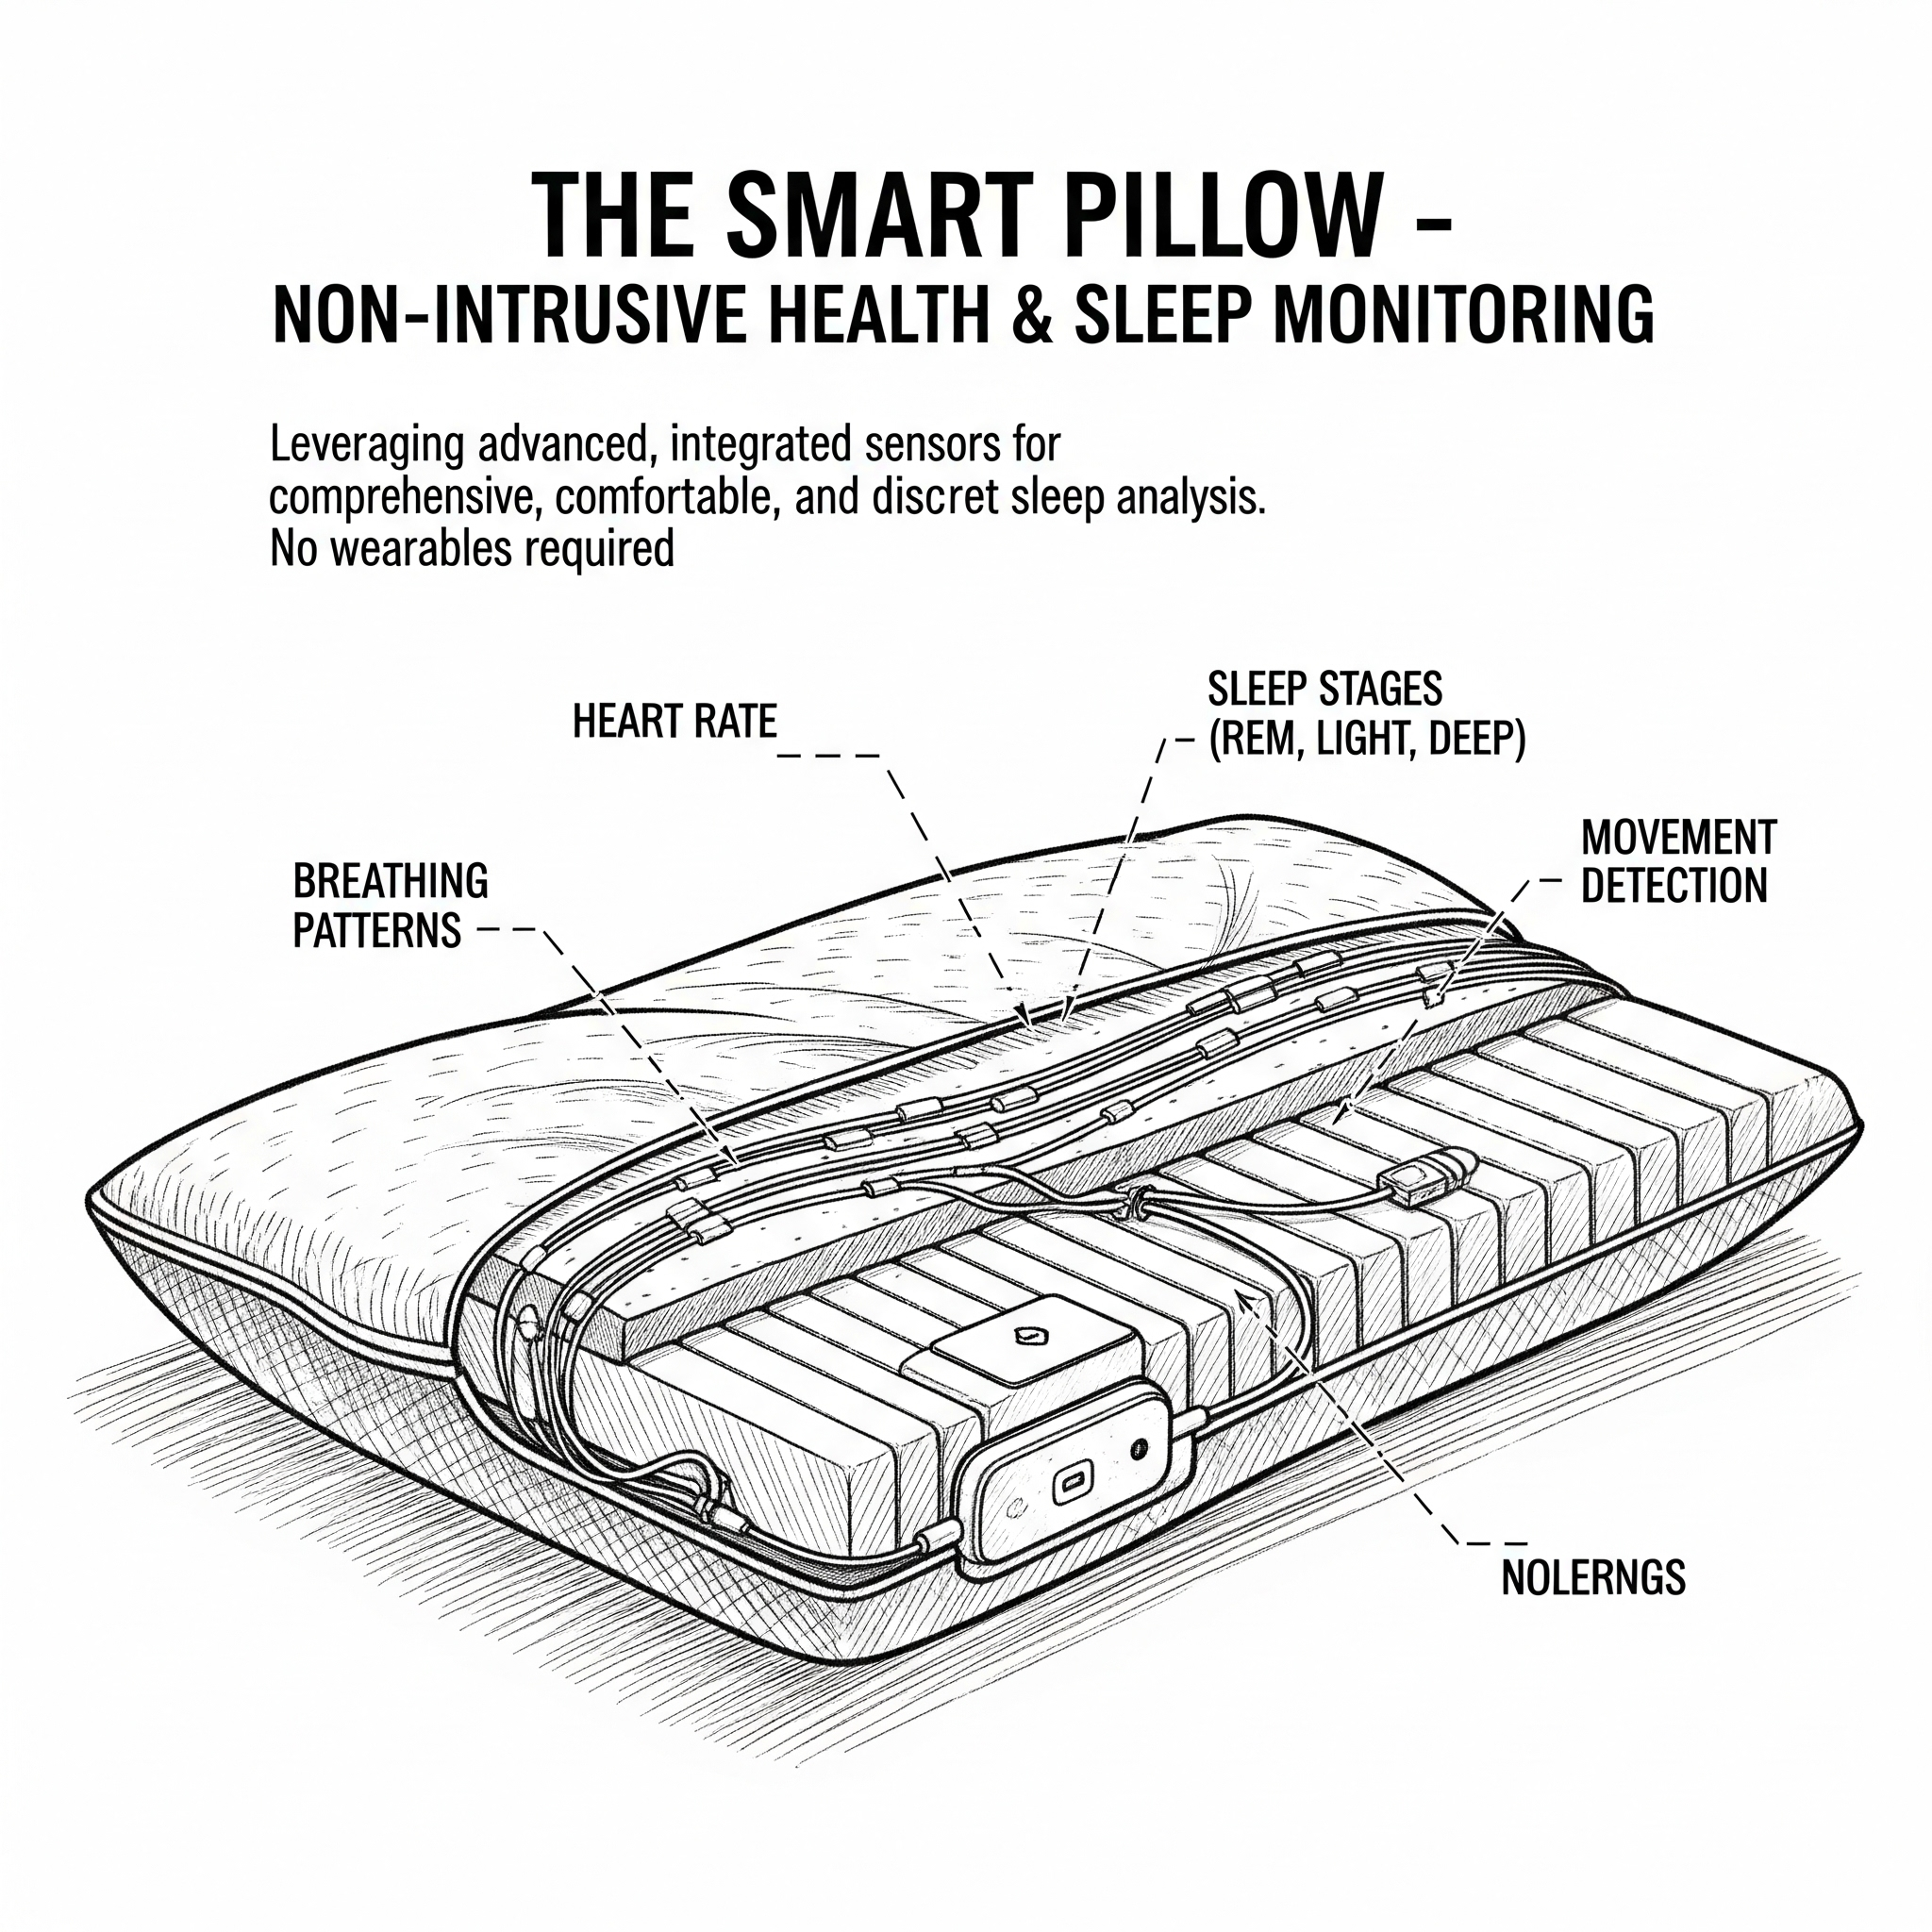 THE SMART PILLOW -
NON-INTRUSIVE HEALTH & SLEEP MONITORING
Leveraging advanced, integrated sensors for
comprehensive, comfortable, and discret sleep analysis.
No wearables required
HEART RATE
SLEEP STAGES
(REM, LIGHT, DEEP)
MOVEMENT
DETECTION
BREATHING
PATTERNS
NOLERNGS